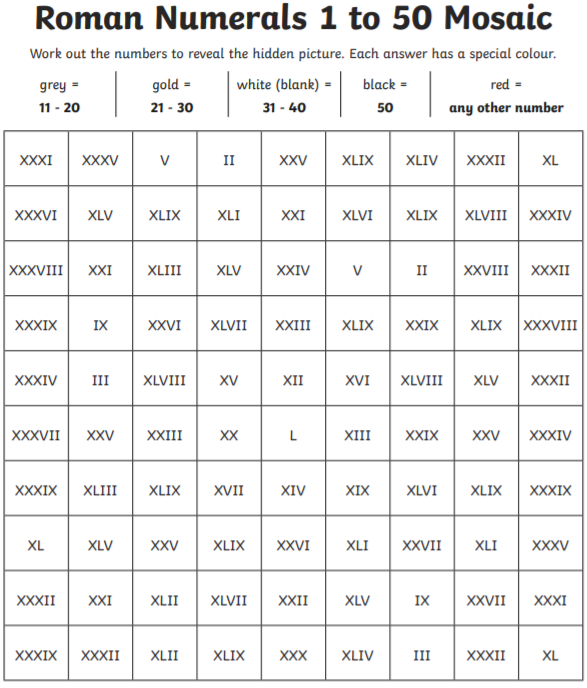 Roman Numerals 1 to 50 Mosaic
Work out the numbers to reveal the hidden picture. Each answer has a special colour.
grey = gold = white (blank) = black = red =
11 - 20 21 - 30 31 - 40 50 any other number
XXXI XXXV V II XXV XLIX XLIV XXXII XL
XXXVI XLV XLIX XLI XXI XLVI XLIX XLVIII XXXIV
XXXVIII XXI XLIII XLV XXIV V II XXVIII XXXII
XXXIX IX XXVI XLVII XXIII XLIX XXIX XLIX XXXVIII
XXXIV III XLVIII XV XII XVI XLVIII XLV XXXII
XXXVII XXV XXIII XX L XIII XXIX XXV XXXIV
XXXIX XLIII XLIX XVII XIV XIX XLVI XLIX XXXIX
XL XLV XXV XLIX XXVI XLI XXVII XLI XXXV
XXXII XXI XLII XLVII XXII XLV IX XXVII XXXI
XXXIX XXXII XLII XLIX XXX XLIV III XXXII XL